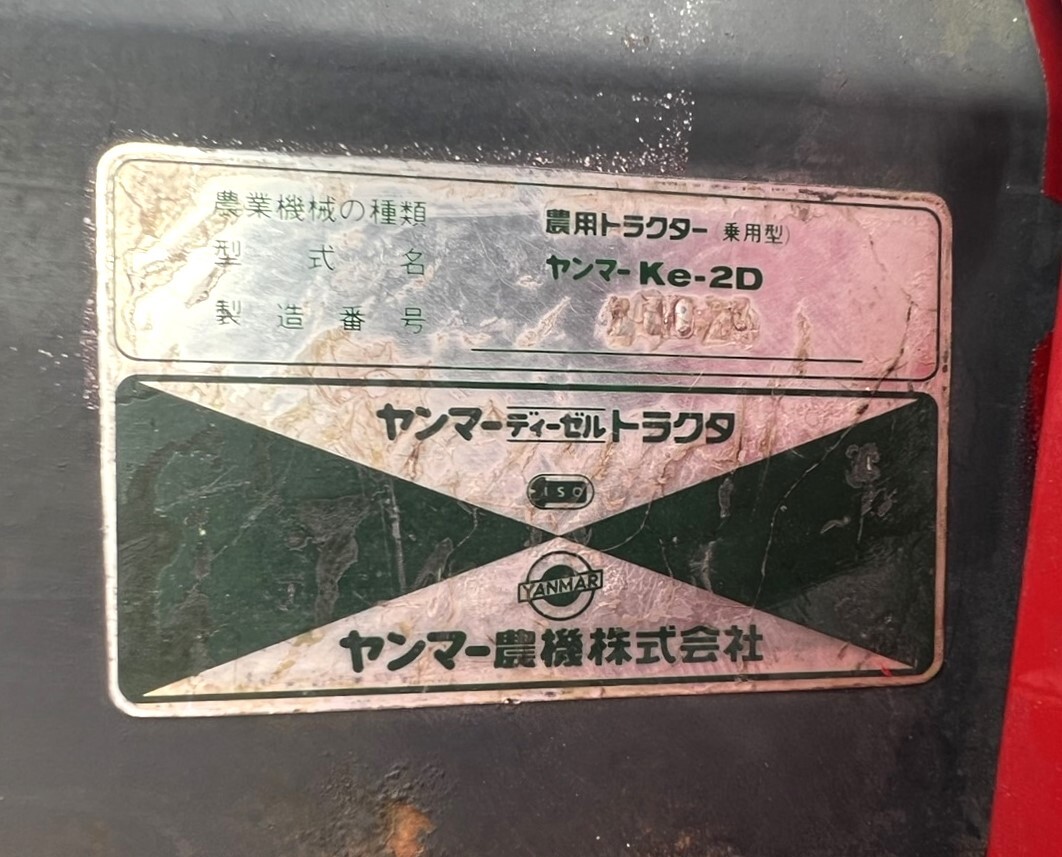 農業機械の種類 農用トラクター(乗用型)
型式名 ヤンマー Ke-2D
製造番号
ヤンマーディーゼルトラクタ
ISO
YANMAR
ヤンマー農機株式会社